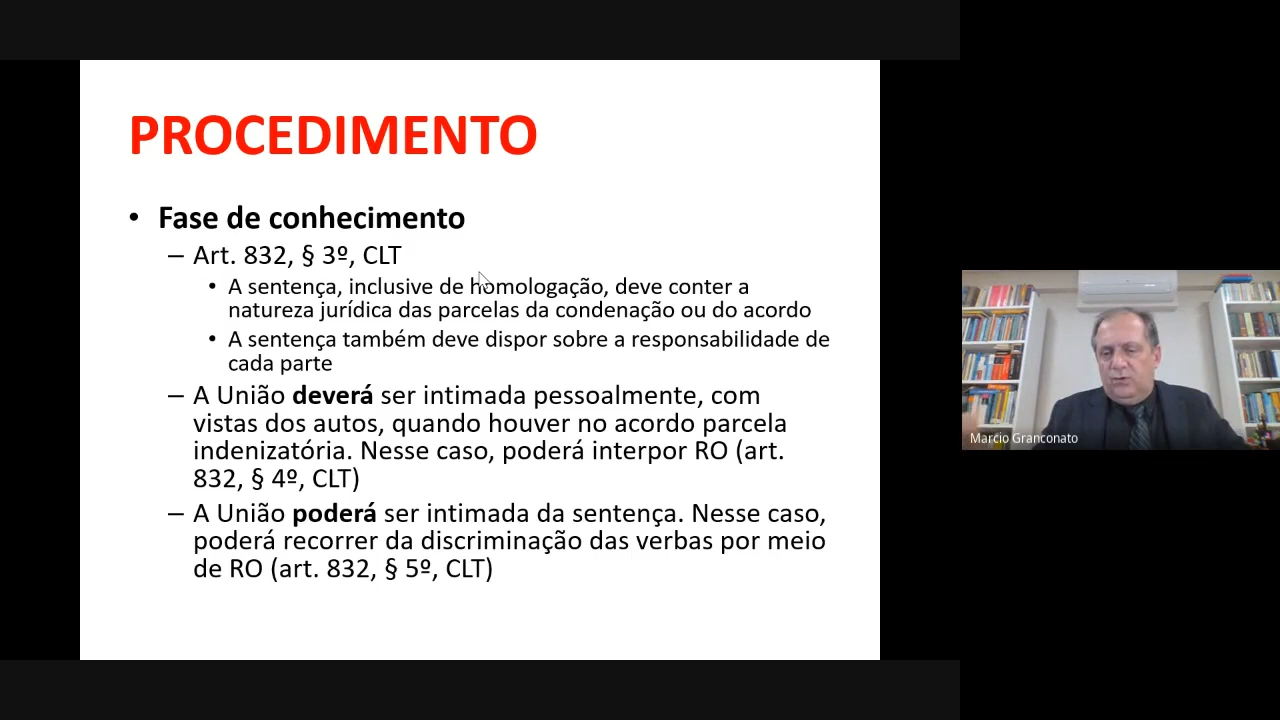 PROCEDIMENTO
• Fase de conhecimento
– Art. 832, § 3º, CLT
• A sentença, inclusive de homologação, deve conter a
natureza jurídica das parcelas da condenação ou do acordo
• A sentença também deve dispor sobre a responsabilidade de
cada parte
– A União deverá ser intimada pessoalmente, com
vistas dos autos, quando houver no acordo parcela
indenizatória. Nesse caso, poderá interpor RO (art.
832, § 4º, CLT)
– A União poderá ser intimada da sentença. Nesse caso,
poderá recorrer da discriminação das verbas por meio
de RO (art. 832, § 5º, CLT)
Marcio Granconato